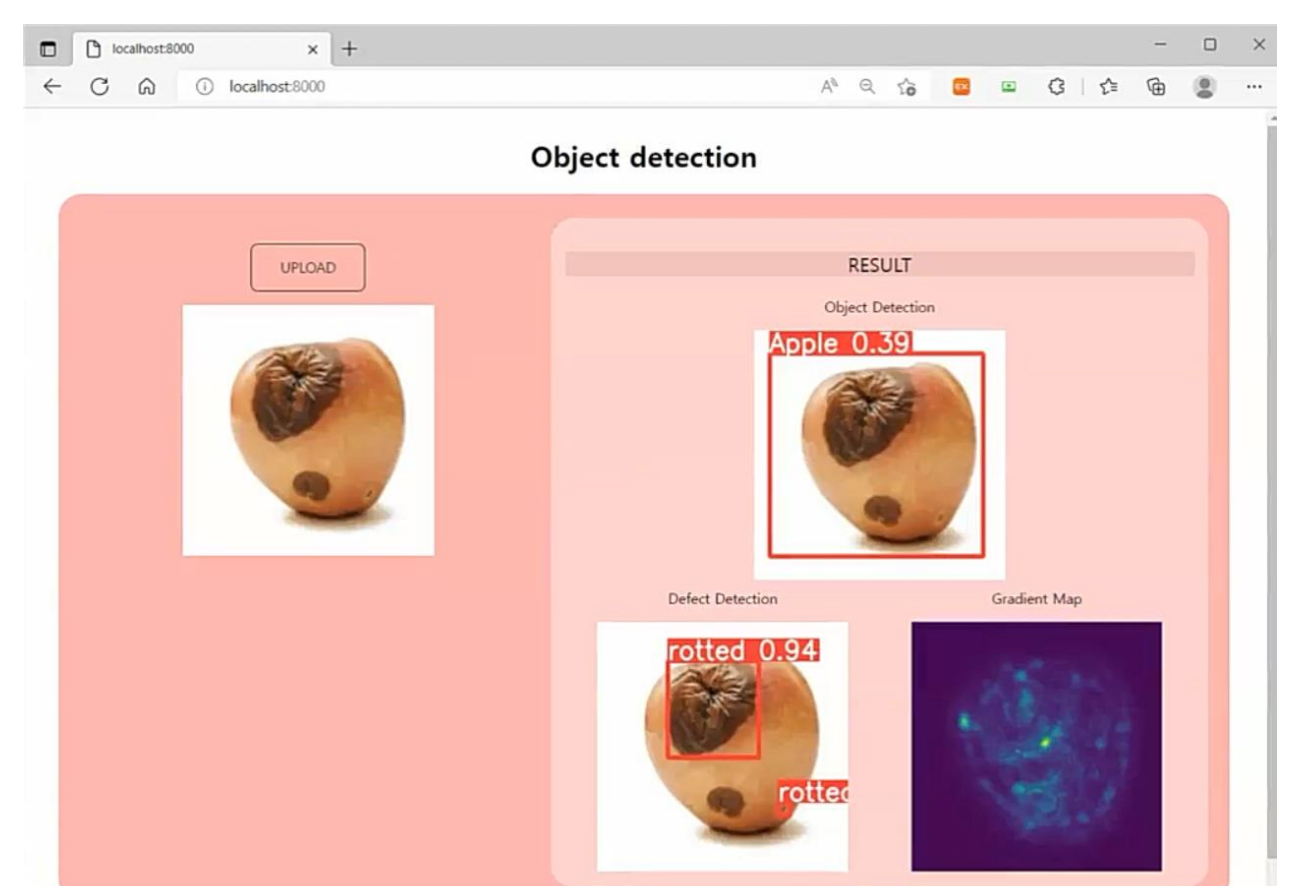 localhost:8000
localhost:8000
Object detection
UPLOAD
RESULT
Object Detection
Apple 0.39
Defect Detection
Gradient Map
rotted 0.94
rotted